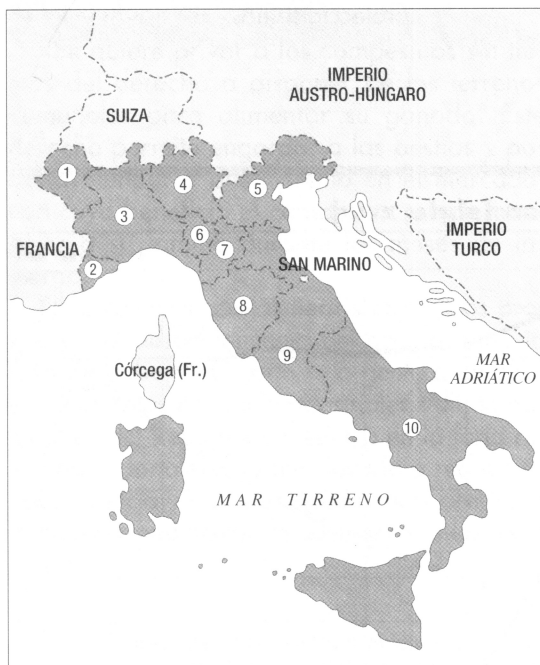 IMPERIO
AUSTRO-HÚNGARO
SUIZA
1
4
5
3
6
7
IMPERIO
TURCO
FRANCIA
2
SAN MARINO
8
9
Córcega (Fr.)
MAR
ADRIÁTICO
10
MAR TIRRENO